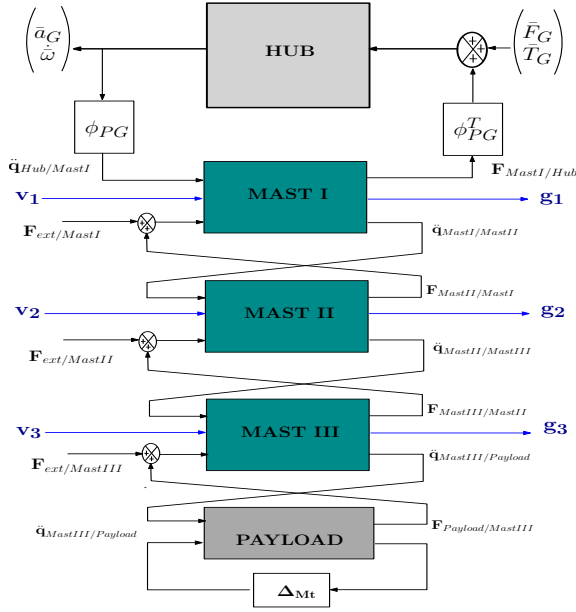 (ā_G ω̇̄) HUB (F̄_G T̄_G)
+ + +
ϕ_PG ϕ^T_PG
q̈_Hub/MastI F_MastI/Hub
v₁ MAST I g₁
F_ext/MastI + + q̈_MastI/MastII
F_MastII/MastI
v₂ MAST II g₂
F_ext/MastII + + q̈_MastII/MastIII
F_MastIII/MastII
v₃ MAST III g₃
F_ext/MastIII + + q̈_MastIII/Payload
q̈_MastIII/Payload PAYLOAD F_Payload/MastIII
Δ_Mt